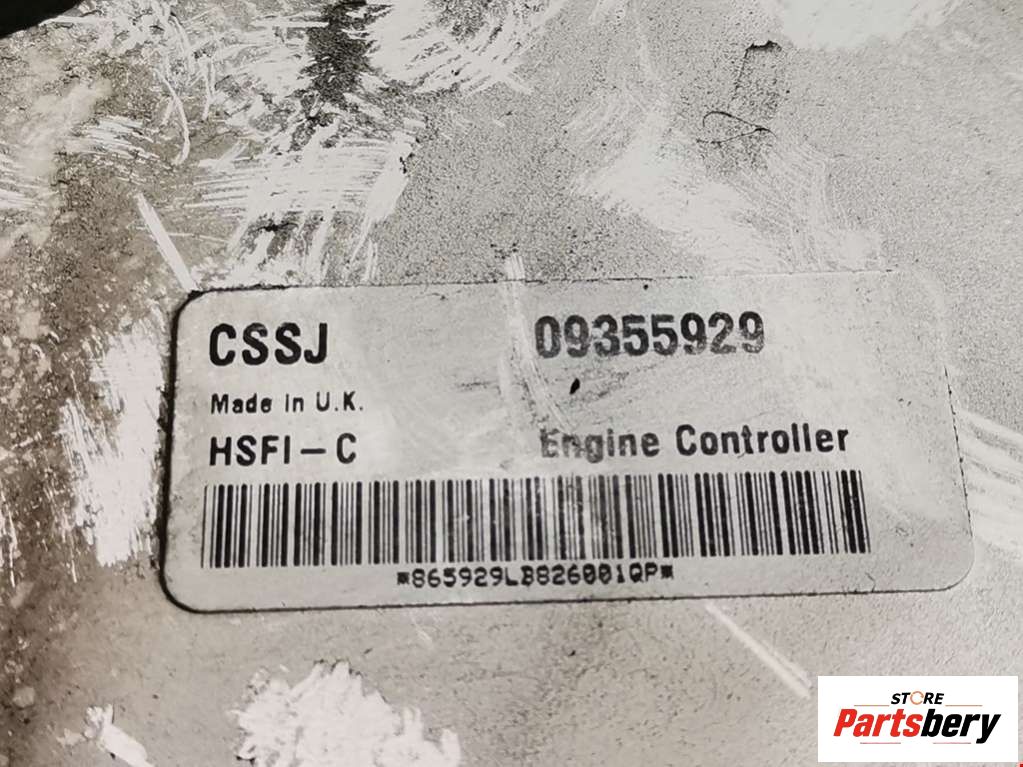 CSSJ 09355929
Made in U.K.
HSFI-C Engine Controller
*865929LB826001QP*
STORE
Partsbery